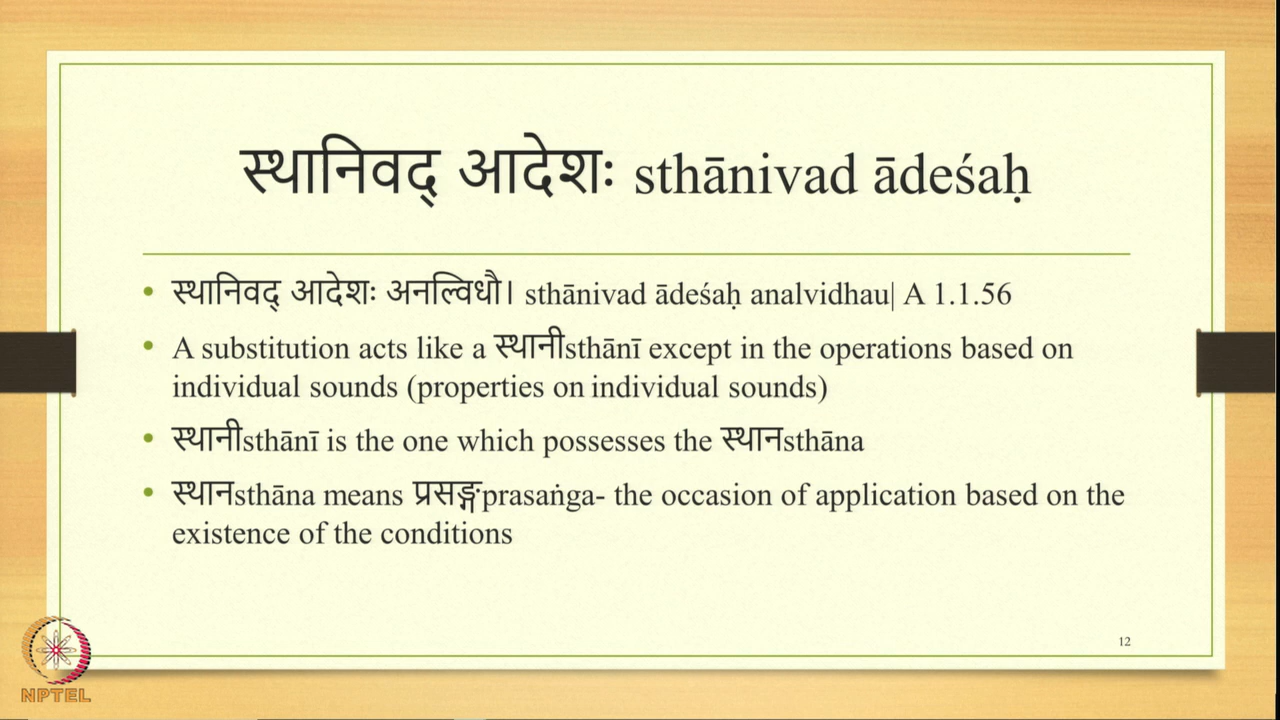 स्थानिवद् आदेशः sthānivad ādeśaḥ
• स्थानिवद् आदेशः अनल्विधौ। sthānivad ādeśaḥ analvidhau| A 1.1.56
• A substitution acts like a स्थानीsthānī except in the operations based on
individual sounds (properties on individual sounds)
• स्थानीsthānī is the one which possesses the स्थानsthāna
• स्थानsthāna means प्रसङ्गprasaṅga- the occasion of application based on the
existence of the conditions
12
NPTEL